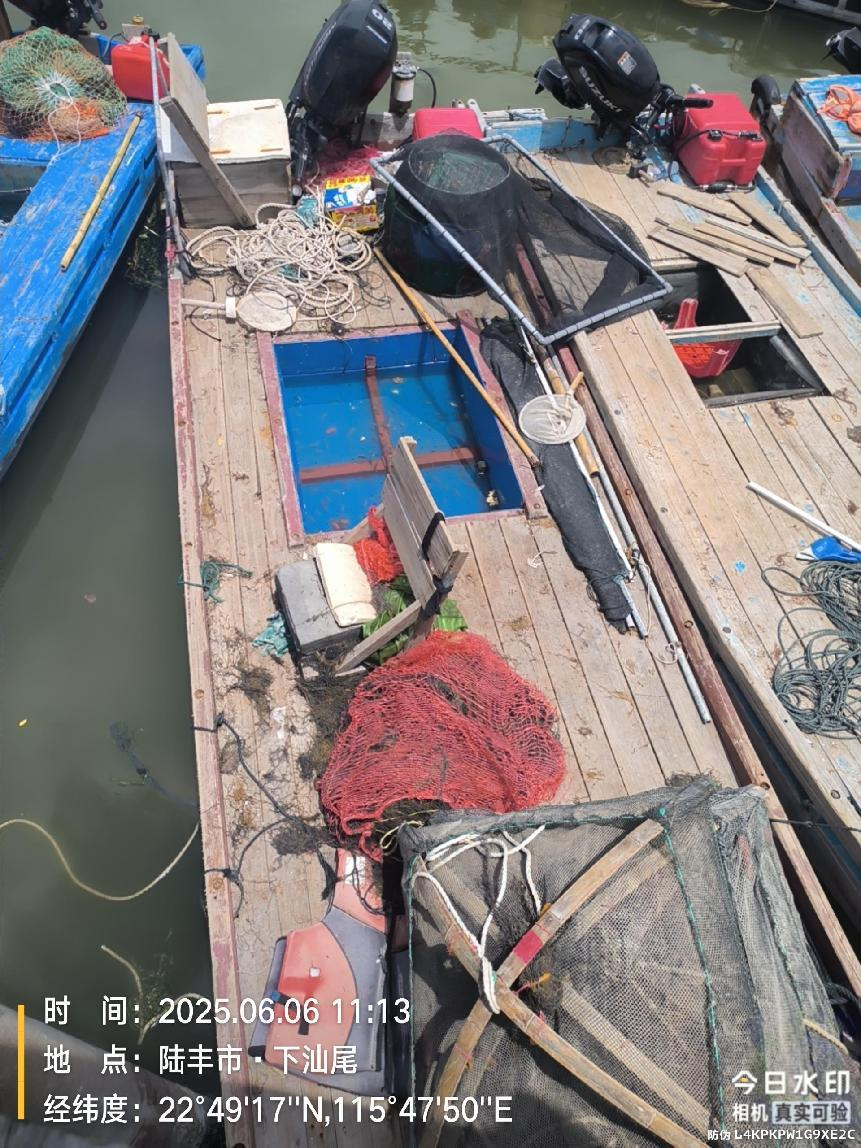 SUZUKI
时 间：2025.06.06 11:13
地 点：陆丰市·下汕尾
经纬度：22°49'17"N,115°47'50"E
今日水印
相机 真实可验
防伪 L4KPKPW1G9XE2C